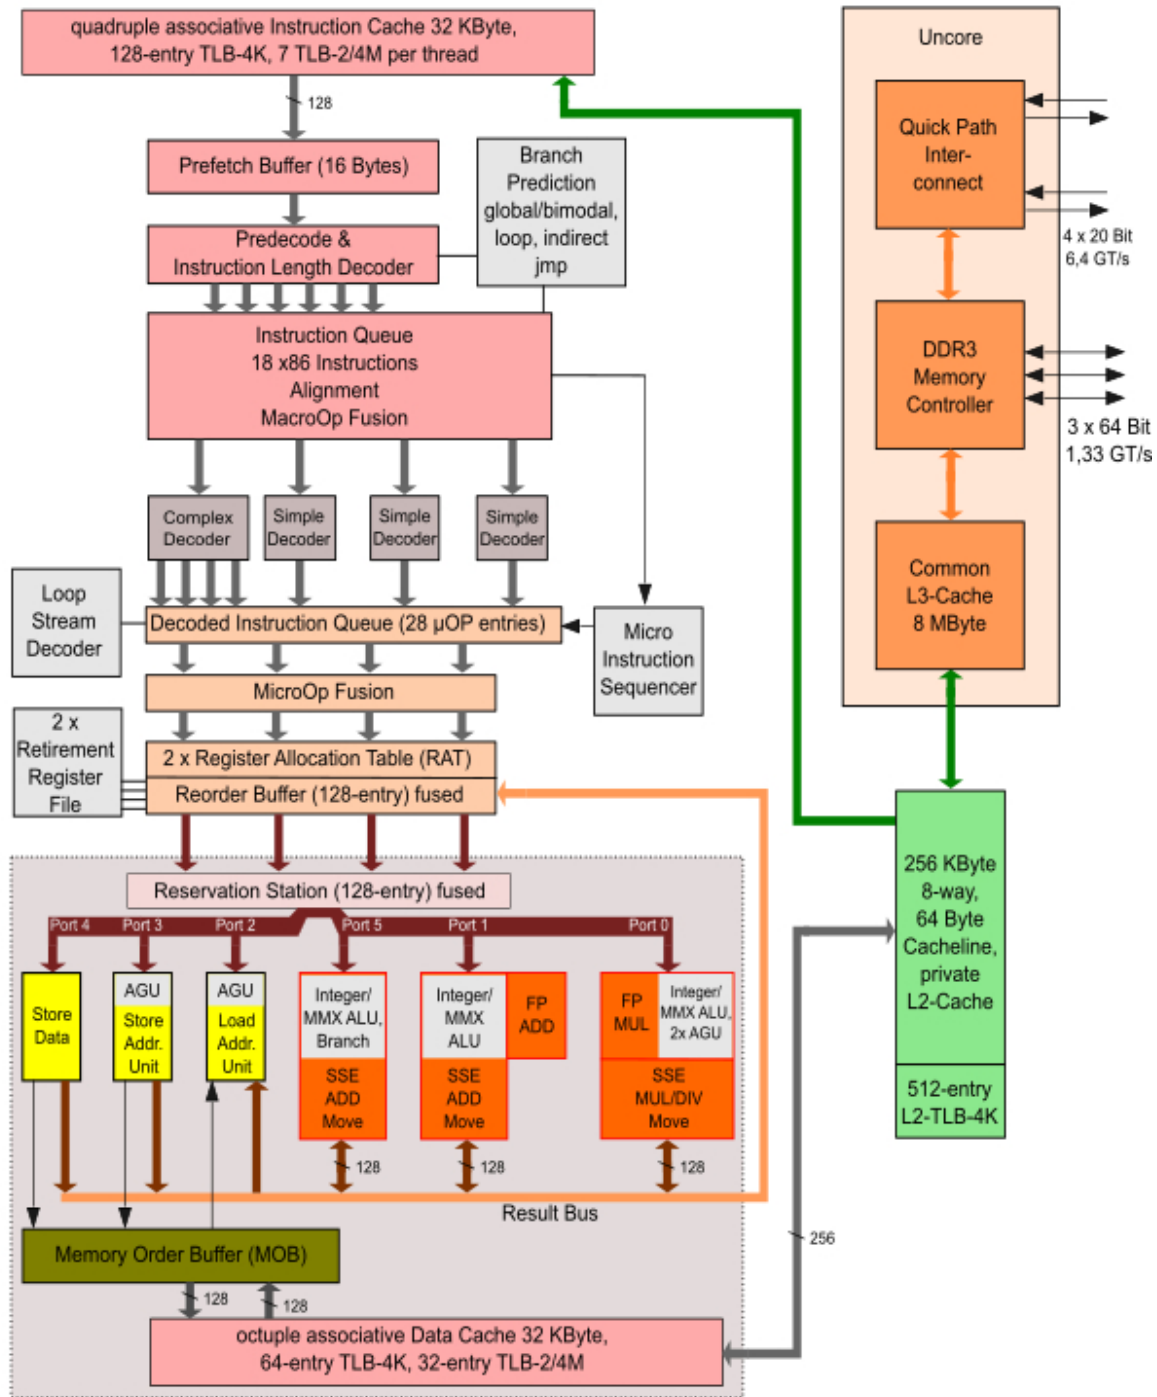 quadruple associative Instruction Cache 32 KByte,
128-entry TLB-4K, 7 TLB-2/4M per thread
128
Prefetch Buffer (16 Bytes)
Predecode &
Instruction Length Decoder
Branch
Prediction
global/bimodal,
loop, indirect
jmp
Instruction Queue
18 x86 Instructions
Alignment
MacroOp Fusion
Complex
Decoder
Simple
Decoder
Simple
Decoder
Simple
Decoder
Loop
Stream
Decoder
Decoded Instruction Queue (28 µOP entries)
Micro
Instruction
Sequencer
MicroOp Fusion
2 x
Retirement
Register
File
2 x Register Allocation Table (RAT)
Reorder Buffer (128-entry) fused
Reservation Station (128-entry) fused
Port 4
Port 3
Port 2
Port 5
Port 1
Port 0
Store
Data
AGU
Store
Addr.
Unit
AGU
Load
Addr.
Unit
Integer/
MMX ALU,
Branch
SSE
ADD
Move
Integer/
MMX
ALU
FP
ADD
SSE
ADD
Move
FP
MUL
Integer/
MMX ALU,
2x AGU
SSE
MUL/DIV
Move
128
128
128
Result Bus
Memory Order Buffer (MOB)
128
128
octuple associative Data Cache 32 KByte,
64-entry TLB-4K, 32-entry TLB-2/4M
256
Uncore
Quick Path
Inter-
connect
4 x 20 Bit
6,4 GT/s
DDR3
Memory
Controller
3 x 64 Bit
1,33 GT/s
Common
L3-Cache
8 MByte
256 KByte
8-way,
64 Byte
Cacheline,
private
L2-Cache
512-entry
L2-TLB-4K